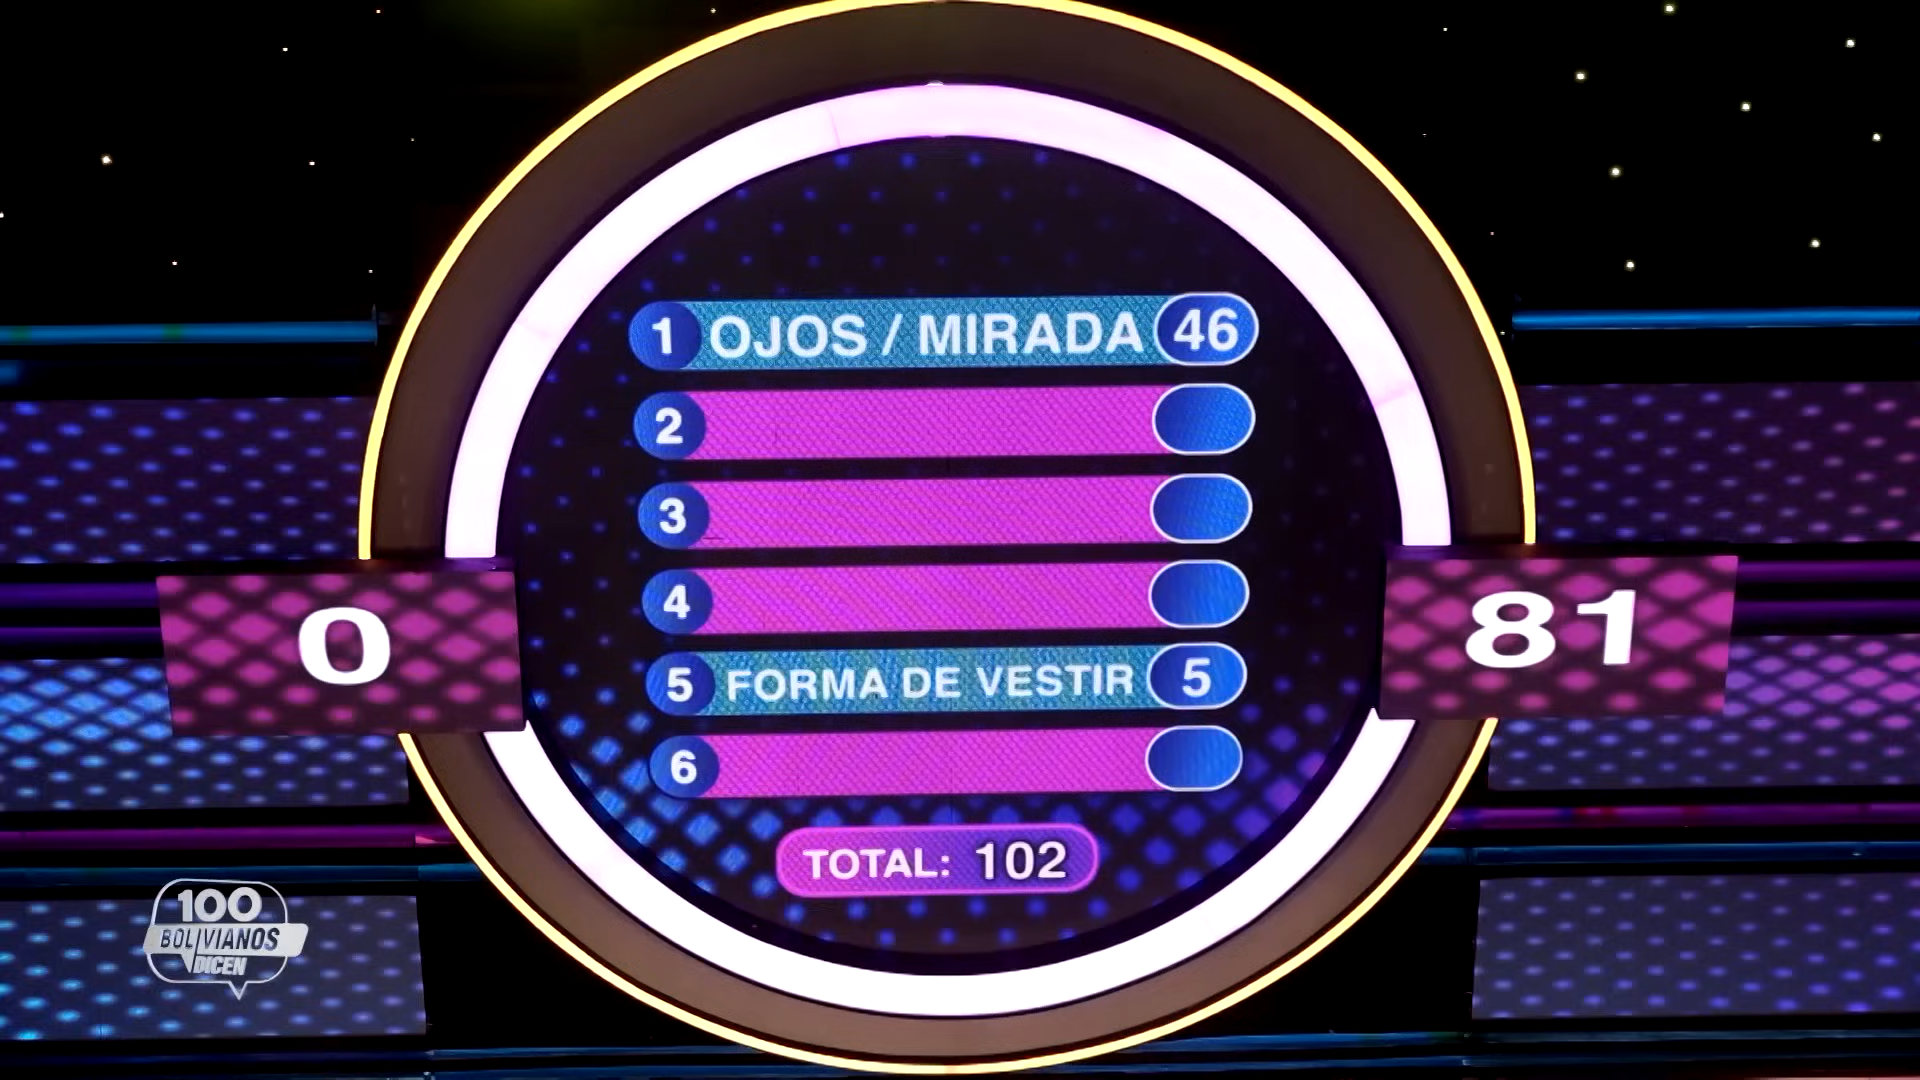 1 OJOS / MIRADA 46
2
3
4
5 FORMA DE VESTIR 5
6
0
81
TOTAL: 102
100
BOLIVIANOS
DICEN